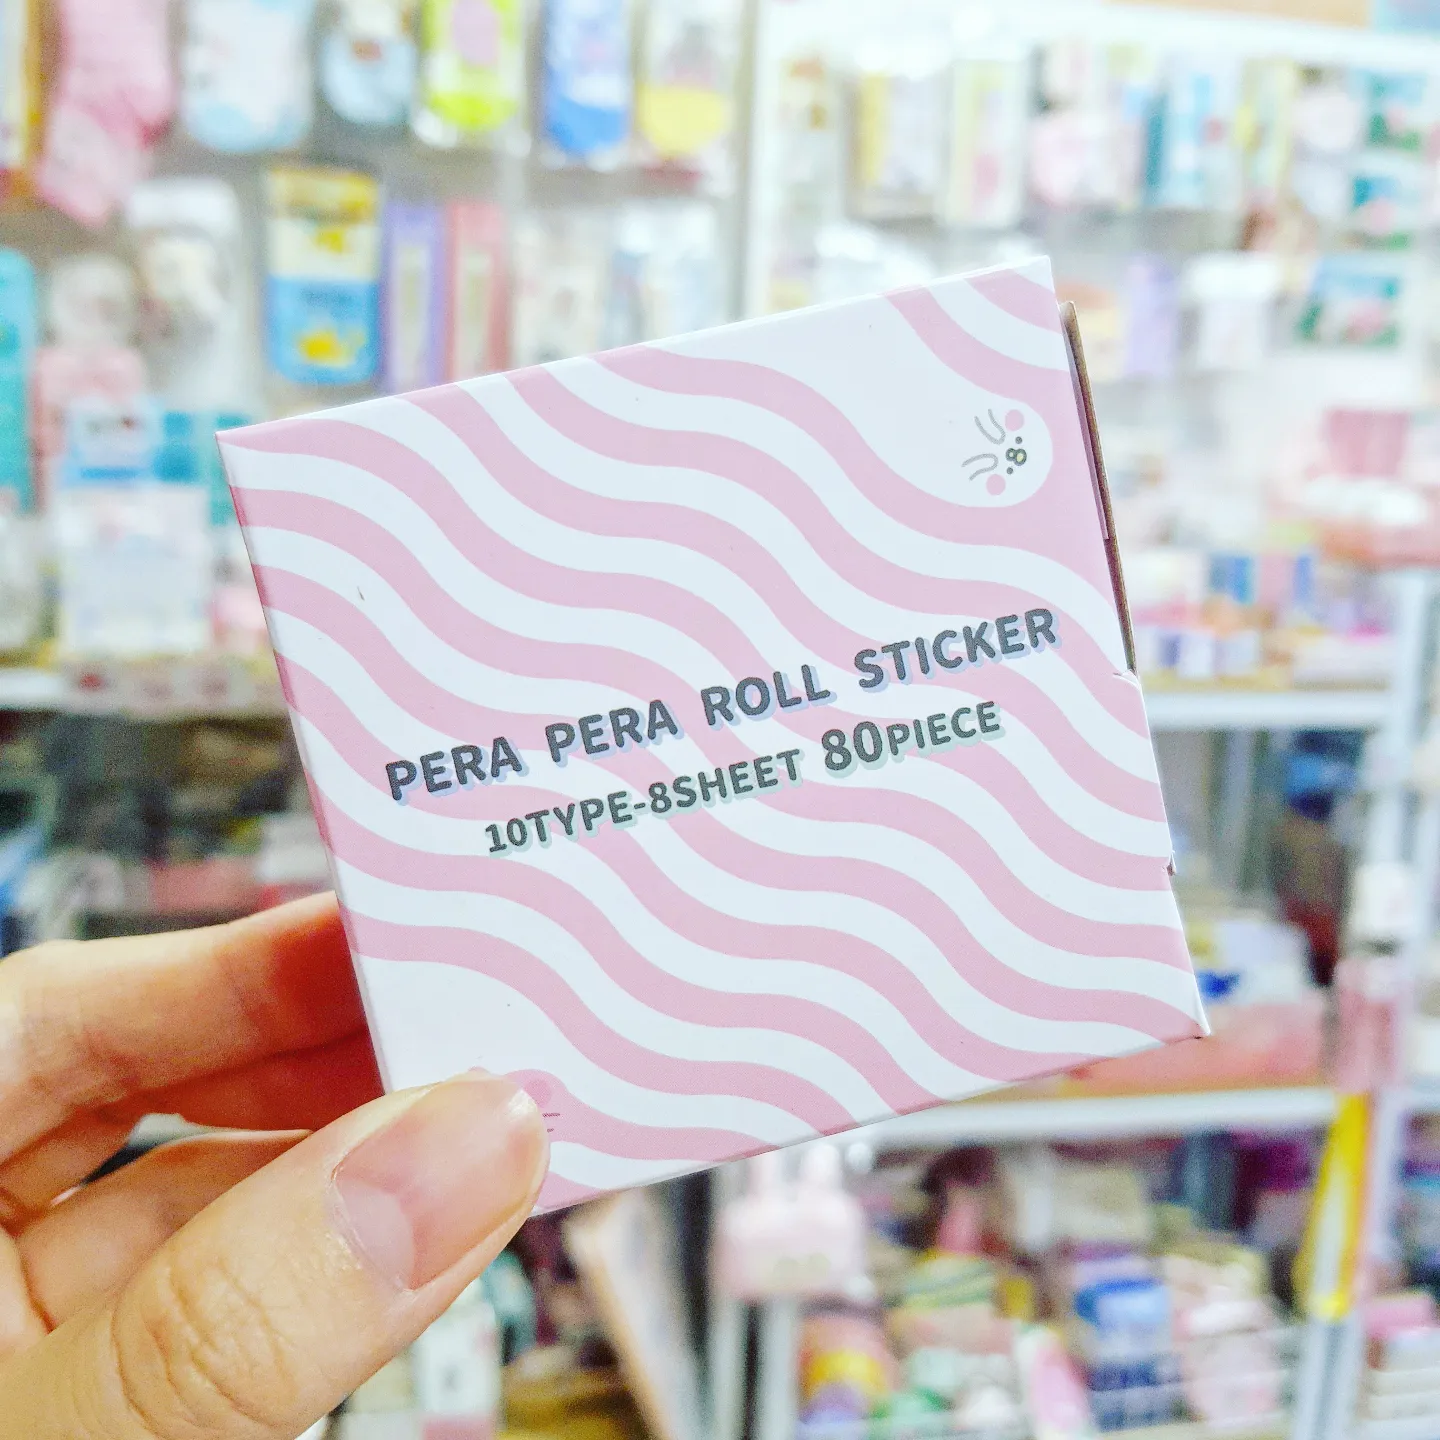 PERA PERA ROLL STICKER
10TYPE-8SHEET 80PIECE